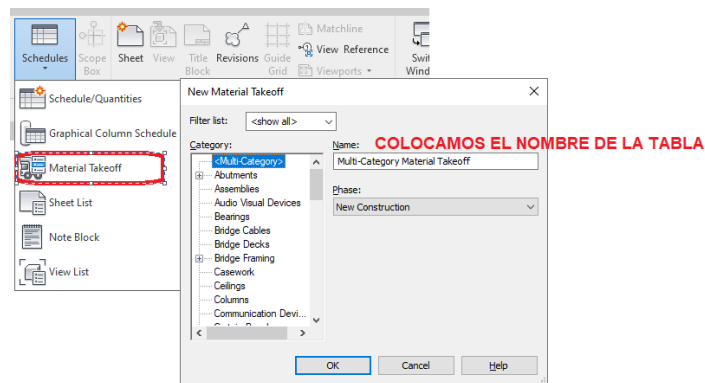 Schedules
Scope
Box
Sheet
View
Title
Block
Revisions
Guide
Grid
Matchline
View Reference
Viewports
Swit
Wind
Schedule/Quantities
Graphical Column Schedule
Material Takeoff
Sheet List
Note Block
View List
New Material Takeoff
Filter list:
<show all>
Category:
<Multi-Category>
Abutments
Assemblies
Audio Visual Devices
Bearings
Bridge Cables
Bridge Decks
Bridge Framing
Casework
Ceilings
Columns
Communication Devi...
Name:
COLOCAMOS EL NOMBRE DE LA TABLA
Multi-Category Material Takeoff
Phase:
New Construction
OK
Cancel
Help